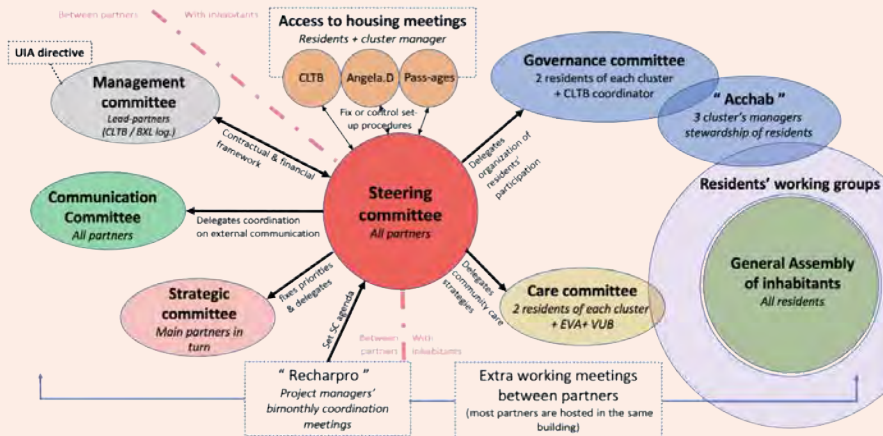 Between partners
With inhabitants
UIA directive
Management
committee
Lead-partners
(CLTB / BXL log.)
Access to housing meetings
Residents + cluster manager
CLTB
Angela.D
Pass-ages
Fix or control set-
up procedures
Governance committee
2 residents of each cluster
+ CLTB coordinator
“ Acchab”
3 cluster's managers
stewardship of residents
Contractual & financial
framework
Delegates
organization of
residents'
participation
Communication
Committee
All partners
Delegates coordination
on external communication
Steering
committee
All partners
Residents' working groups
General Assembly
of inhabitants
All residents
Strategic
committee
Main partners in
turn
fixes priorities
& delegates
Set SC agenda
Delegates
community care
strategies
Care committee
2 residents of each cluster
+ EVA+ VUB
Between
partners
With
inhabitants
“ Recharpro ”
Project managers'
bimonthly coordination
meetings
Extra working meetings
between partners
(most partners are hosted in the same
building)